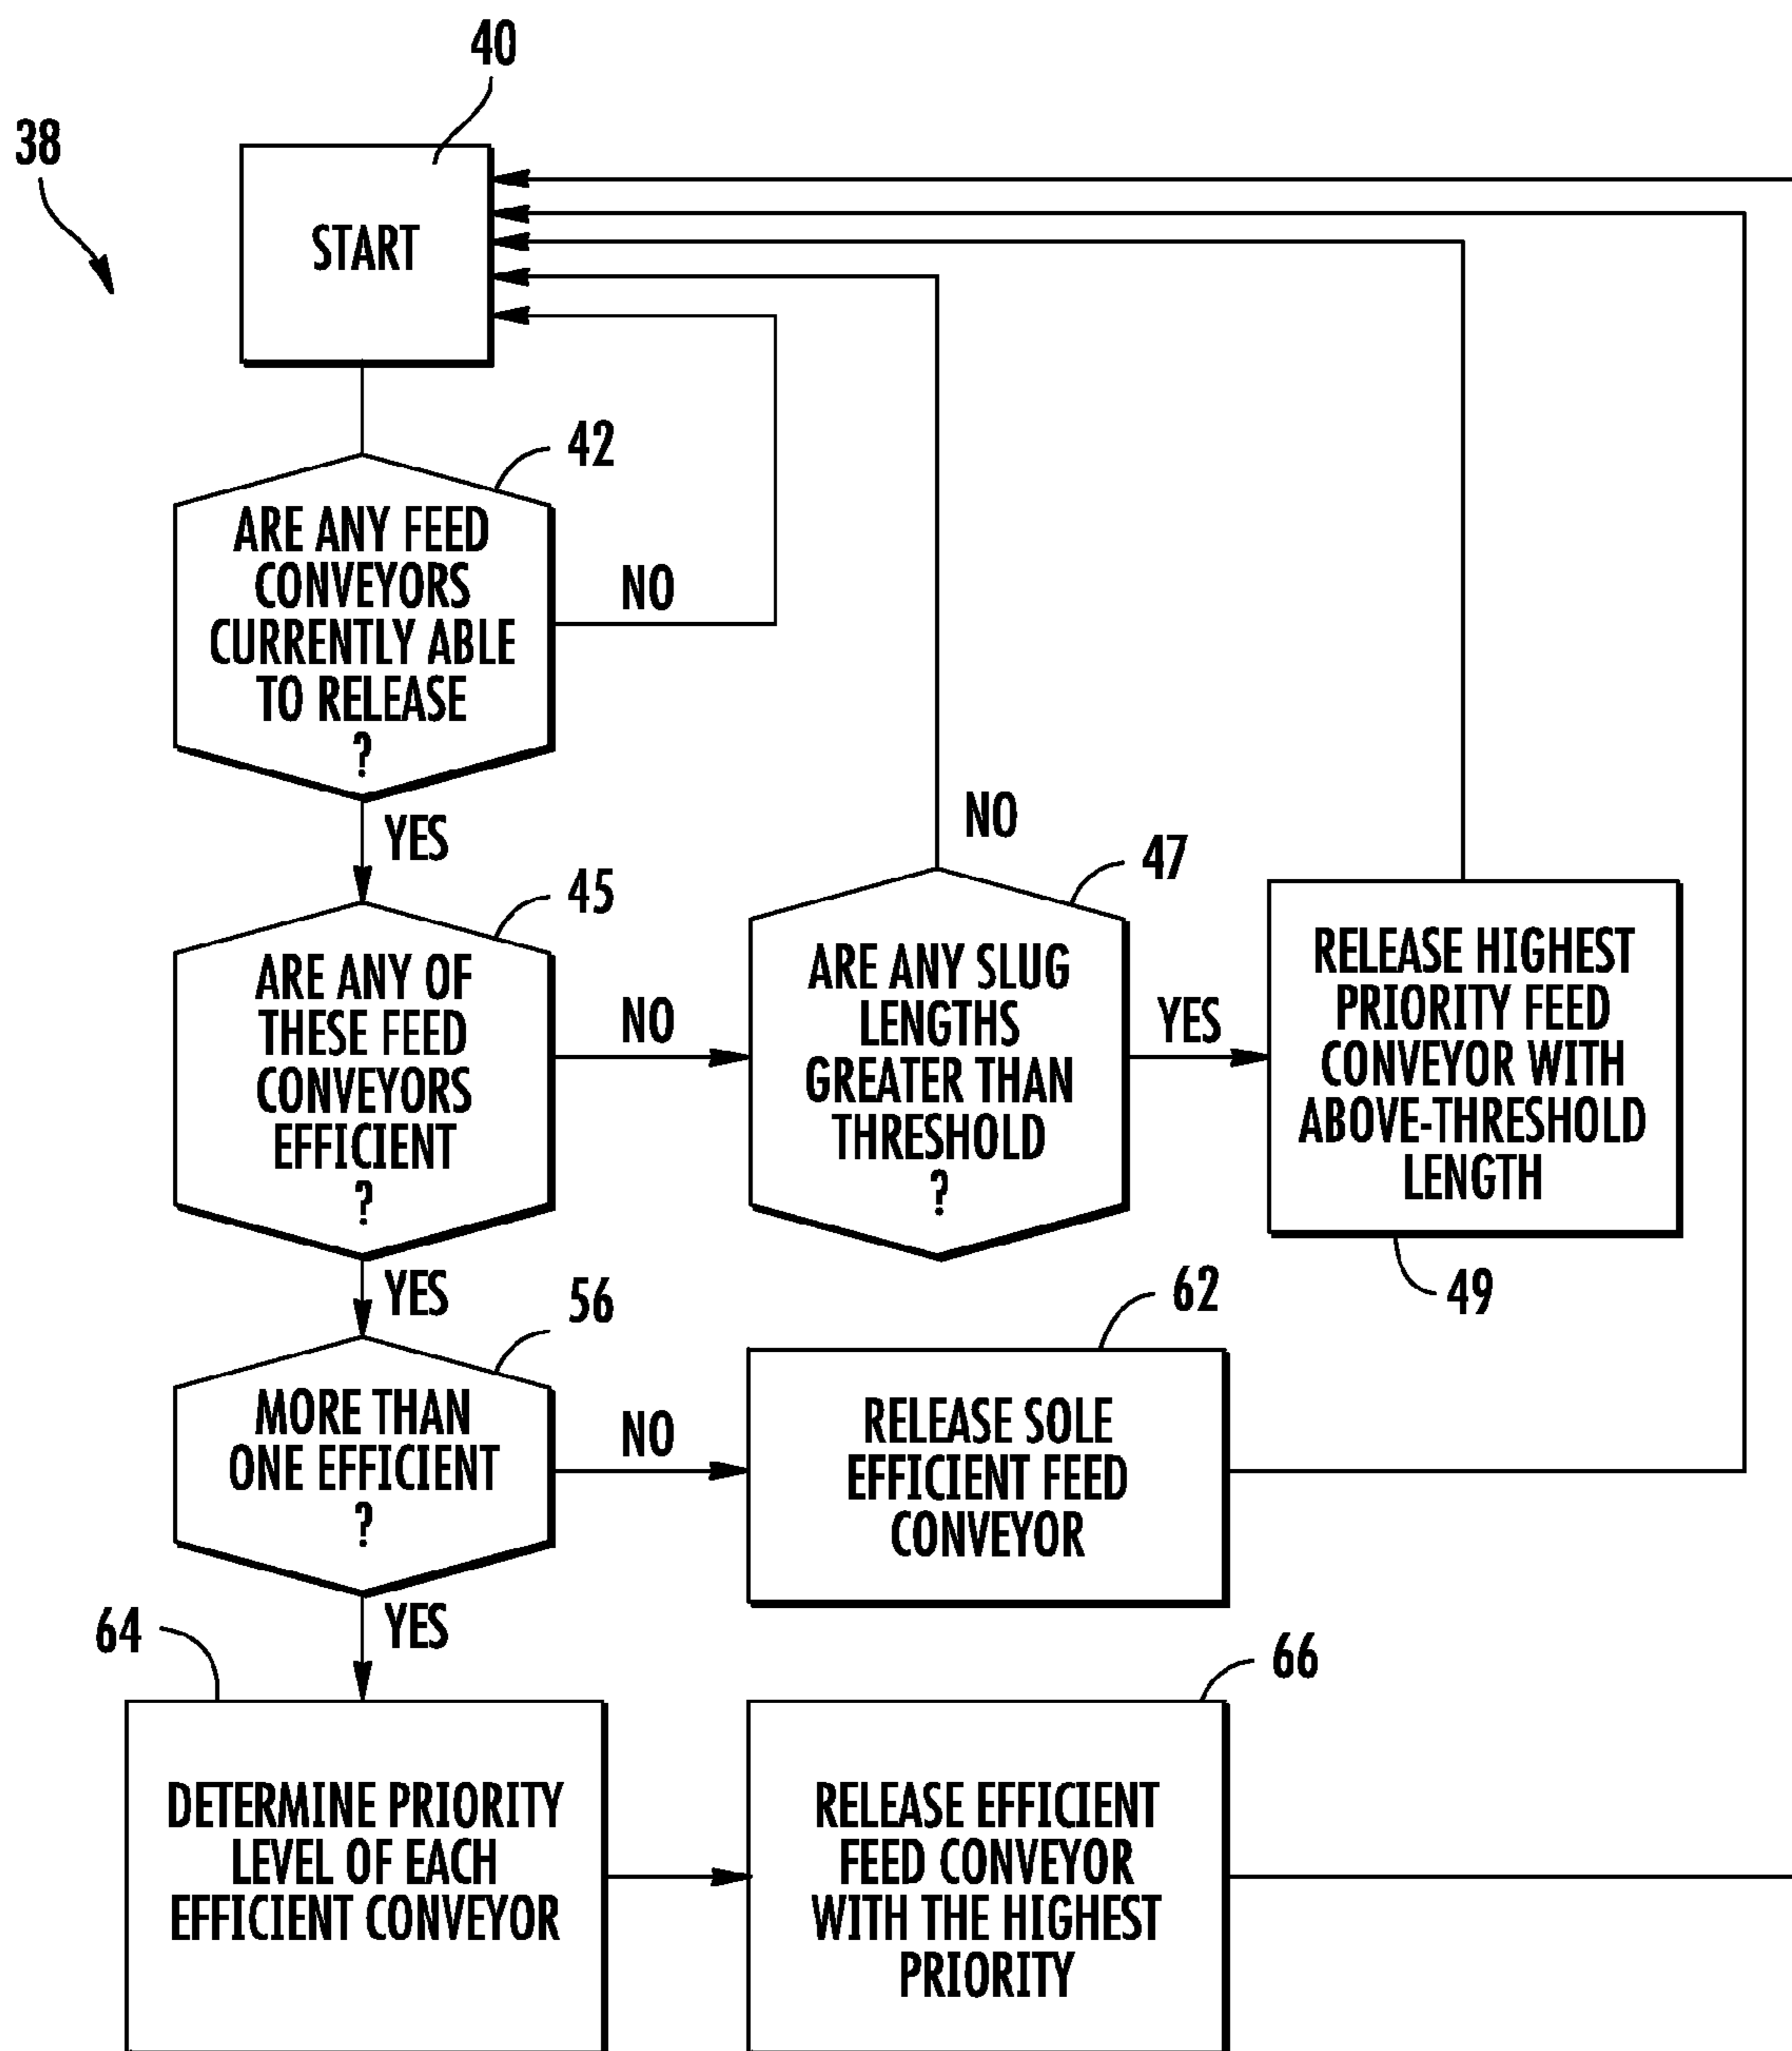 40
38
START
42
ARE ANY FEED
CONVEYORS
CURRENTLY ABLE
TO RELEASE
?
NO
YES
45
ARE ANY OF
THESE FEED
CONVEYORS
EFFICIENT
?
NO
NO
47
ARE ANY SLUG
LENGTHS
GREATER THAN
THRESHOLD
?
YES
RELEASE HIGHEST
PRIORITY FEED
CONVEYOR WITH
ABOVE-THRESHOLD
LENGTH
49
YES
56
MORE THAN
ONE EFFICIENT
?
NO
62
RELEASE SOLE
EFFICIENT FEED
CONVEYOR
YES
64
DETERMINE PRIORITY
LEVEL OF EACH
EFFICIENT CONVEYOR
66
RELEASE EFFICIENT
FEED CONVEYOR
WITH THE HIGHEST
PRIORITY